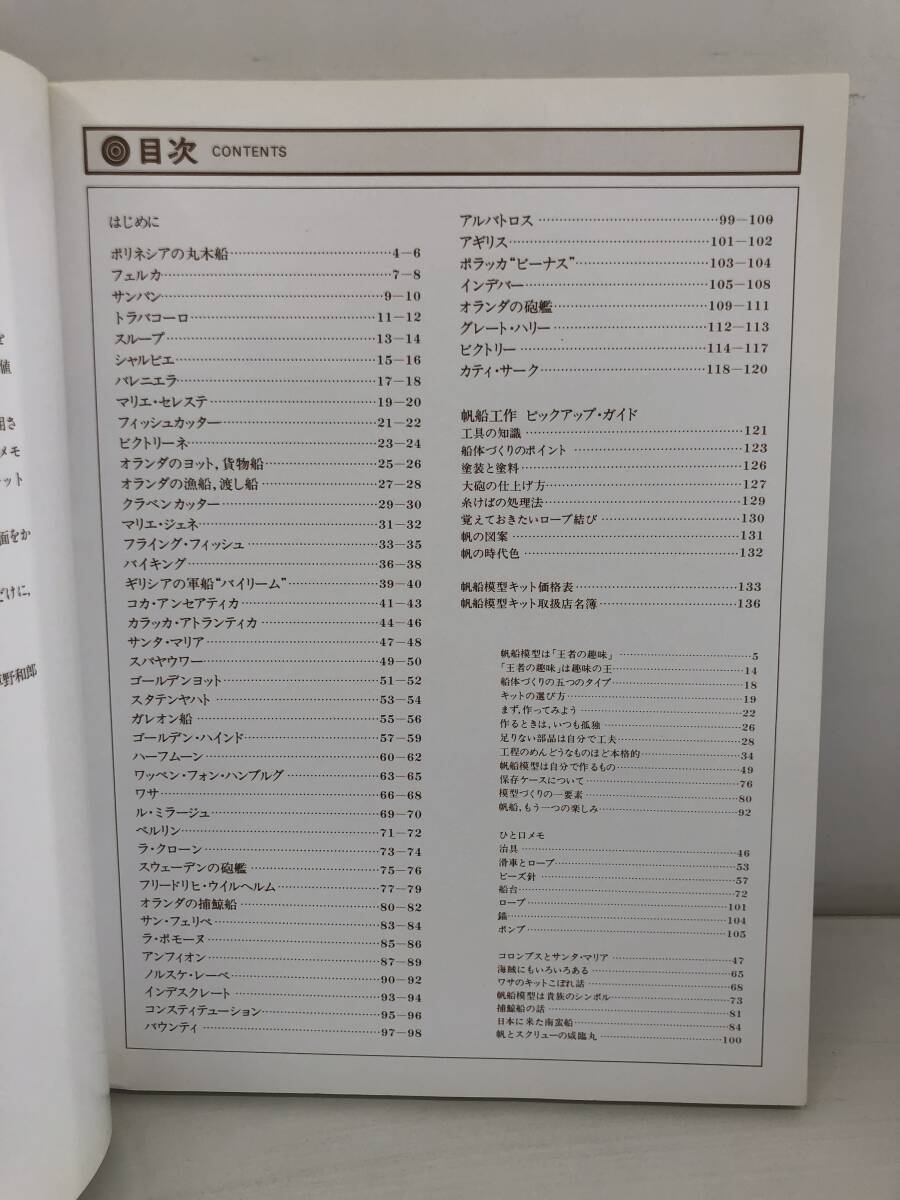 を
値
用さ
メモ
ット
面をか
どけに,
野和郎
目次 CONTENTS
はじめに
ポリネシアの丸木船 4−6
フェルカ 7−8
サンバン 9−10
トラバコーロ 11−12
スループ 13−14
シャルピエ 15−16
バレニエラ 17−18
マリエ・セレステ 19−20
フィッシュカッター 21−22
ビクトリーネ 23−24
オランダのヨット,貨物船 25−26
オランダの漁船,渡し船 27−28
クラベンカッター 29−30
マリエ・ジェネ 31−32
フライング・フィッシュ 33−35
バイキング 36−38
ギリシアの軍船“バイリーム” 39−40
コカ・アンセアティカ 41−43
カラッカ・アトランティカ 44−46
サンタ・マリア 47−48
スバヤウワー 49−50
ゴールデンヨット 51−52
スタテンヤハト 53−54
ガレオン船 55−56
ゴールデン・ハインド 57−59
ハーフムーン 60−62
ワッペン・フォン・ハンブルグ 63−65
ワサ 66−68
ル・ミラージュ 69−70
ベルリン 71−72
ラ・クローン 73−74
スウェーデンの砲艦 75−76
フリードリヒ・ウイルヘルム 77−79
オランダの捕鯨船 80−82
サン・フェリペ 83−84
ラ・ポモーヌ 85−86
アンフィオン 87−89
ノルスケ・レーベ 90−92
インデスクレート 93−94
コンスティテューション 95−96
バウンティ 97−98
アルバトロス 99−100
アギリス 101−102
ポラッカ“ビーナス” 103−104
インデバー 105−108
オランダの砲艦 109−111
グレート・ハリー 112−113
ビクトリー 114−117
カティ・サーク 118−120
帆船工作 ピックアップ・ガイド
工具の知識 121
船体づくりのポイント 123
塗装と塗料 126
大砲の仕上げ方 127
糸けばの処理法 129
覚えておきたいロープ結び 130
帆の図案 131
帆の時代色 132
帆船模型キット価格表 133
帆船模型キット取扱店名簿 136
帆船模型は「王者の趣味」 5
「王者の趣味」は趣味の王 14
船体づくりの五つのタイプ 18
キットの選び方 19
まず,作ってみよう 22
作るときは,いつも孤独 26
足りない部品は自分で工夫 28
工程のめんどうなものほど本格的 34
帆船模型は自分で作るもの 49
保存ケースについて 76
模型づくりの一要素 80
帆船,もう一つの楽しみ 92
ひと口メモ
治具 46
滑車とロープ 53
ビーズ針 57
船台 72
ロープ 101
錨 104
ポンプ 105
コロンブスとサンタ・マリア 47
海賊にもいろいろある 65
ワサのキットこぼれ話 68
帆船模型は貴族のシンボル 73
捕鯨船の話 81
日本に来た南蛮船 84
帆とスクリューの咸臨丸 100